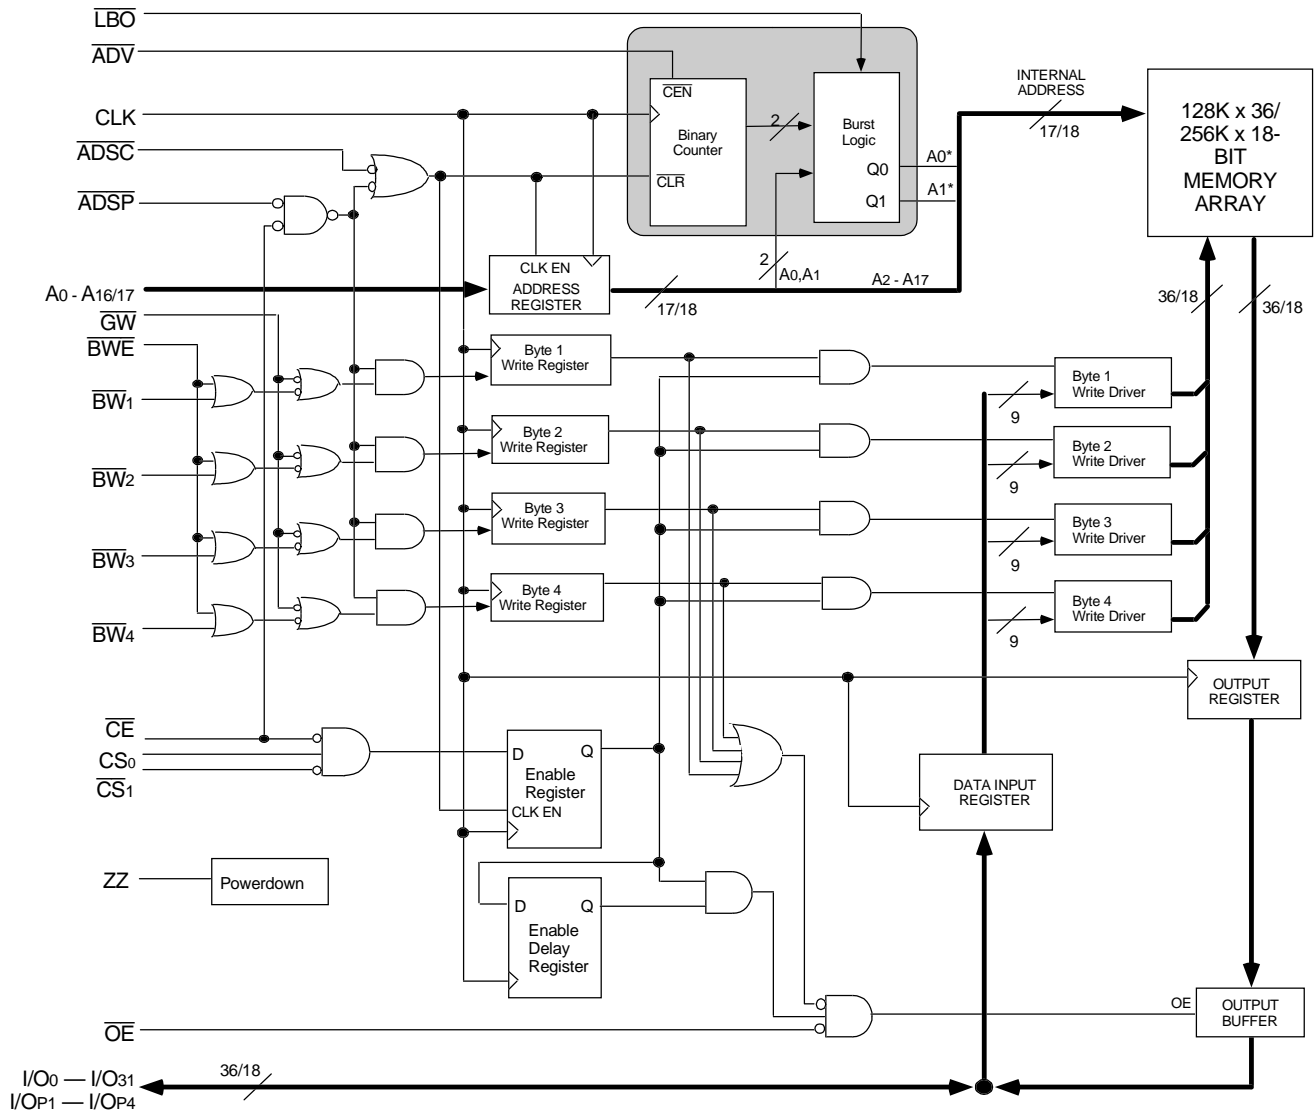 LBO
ADV
CLK
ADSC
ADSP
A0 - A16/17
GW
BWE
BW1
BW2
BW3
BW4
CE
CS0
CS1
ZZ
Powerdown
OE
I/O0 — I/O31
I/OP1 — I/OP4
36/18
CEN
Binary
Counter
CLR
2
Burst
Logic
Q0
Q1
A0*
A1*
2
A0,A1
A2 - A17
INTERNAL
ADDRESS
17/18
128K x 36/
256K x 18-
BIT
MEMORY
ARRAY
CLK EN
ADDRESS
REGISTER
17/18
36/18
36/18
Byte 1
Write Register
Byte 2
Write Register
Byte 3
Write Register
Byte 4
Write Register
9
Byte 1
Write Driver
9
Byte 2
Write Driver
9
Byte 3
Write Driver
9
Byte 4
Write Driver
OUTPUT
REGISTER
D
Q
Enable
Register
CLK EN
DATA INPUT
REGISTER
D
Q
Enable
Delay
Register
OE
OUTPUT
BUFFER